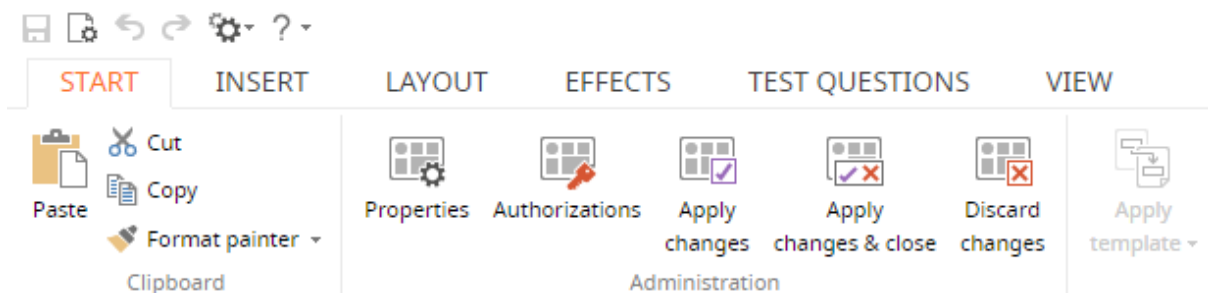 ?
START INSERT LAYOUT EFFECTS TEST QUESTIONS VIEW
Paste
Cut
Copy
Format painter
Clipboard
Properties
Authorizations
Apply
changes
Apply
changes & close
Discard
changes
Administration
Apply
template